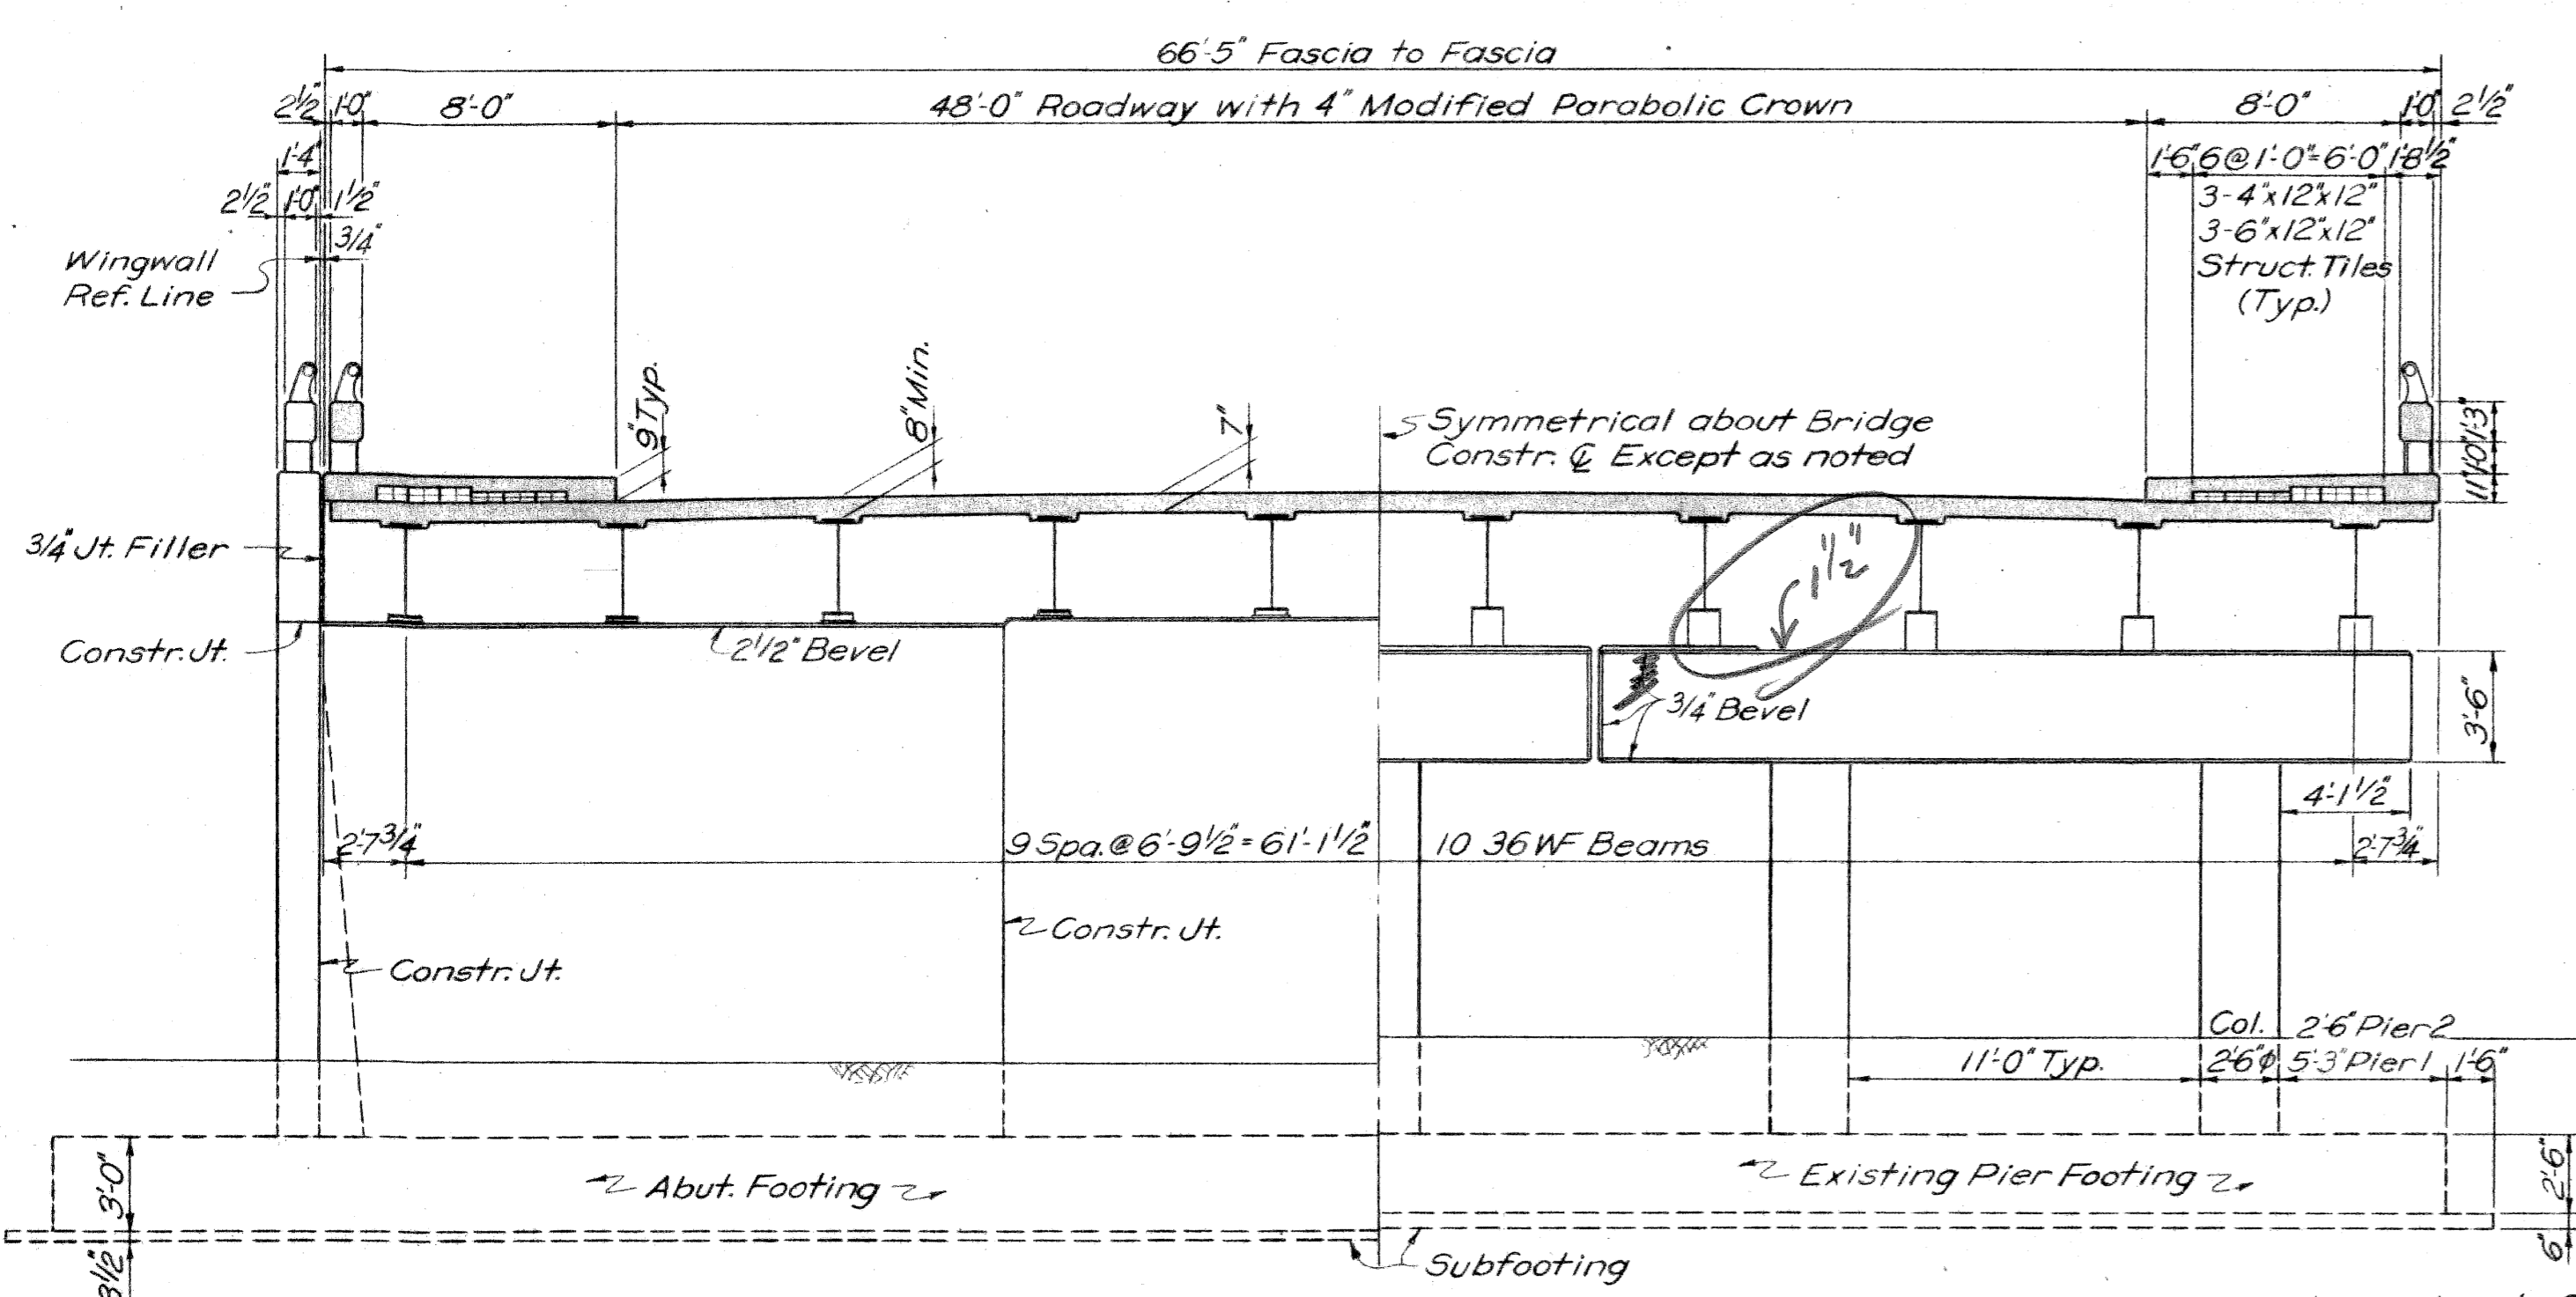 66'-5" Fascia to Fascia
2½" 1'-0" 8'-0" 48'-0" Roadway with 4" Modified Parabolic Crown 8'-0" 1'-0" 2½"
1'-4" 1'-6" 6@1'-0"=6'-0" 1'-8½"
2½" 1'-0" 1½" 3-4"x12"x12"
3/4" 3-6"x12"x12"
Wingwall Struct. Tiles
Ref. Line (Typ.)
9" Typ. 8" Min. 7"
Symmetrical about Bridge
Constr. ℄ Except as noted
11" 1'-0" 1'-3"
3/4" Jt. Filler
1½"
Constr. Jt. 2½" Bevel
3/4 Bevel
3'-6"
4'-1½"
2'-7¾" 9 Spa. @ 6'-9½" = 61'-1½" 10 36 WF Beams 2'-7¾"
Constr. Jt.
Constr. Jt.
Col. 2'-6" Pier 2
11'-0" Typ. 2'-6"ϕ 5'-3" Pier 1 1'-6"
3'-0" Abut. Footing Existing Pier Footing 2'-6"
3½" Subfooting 6"